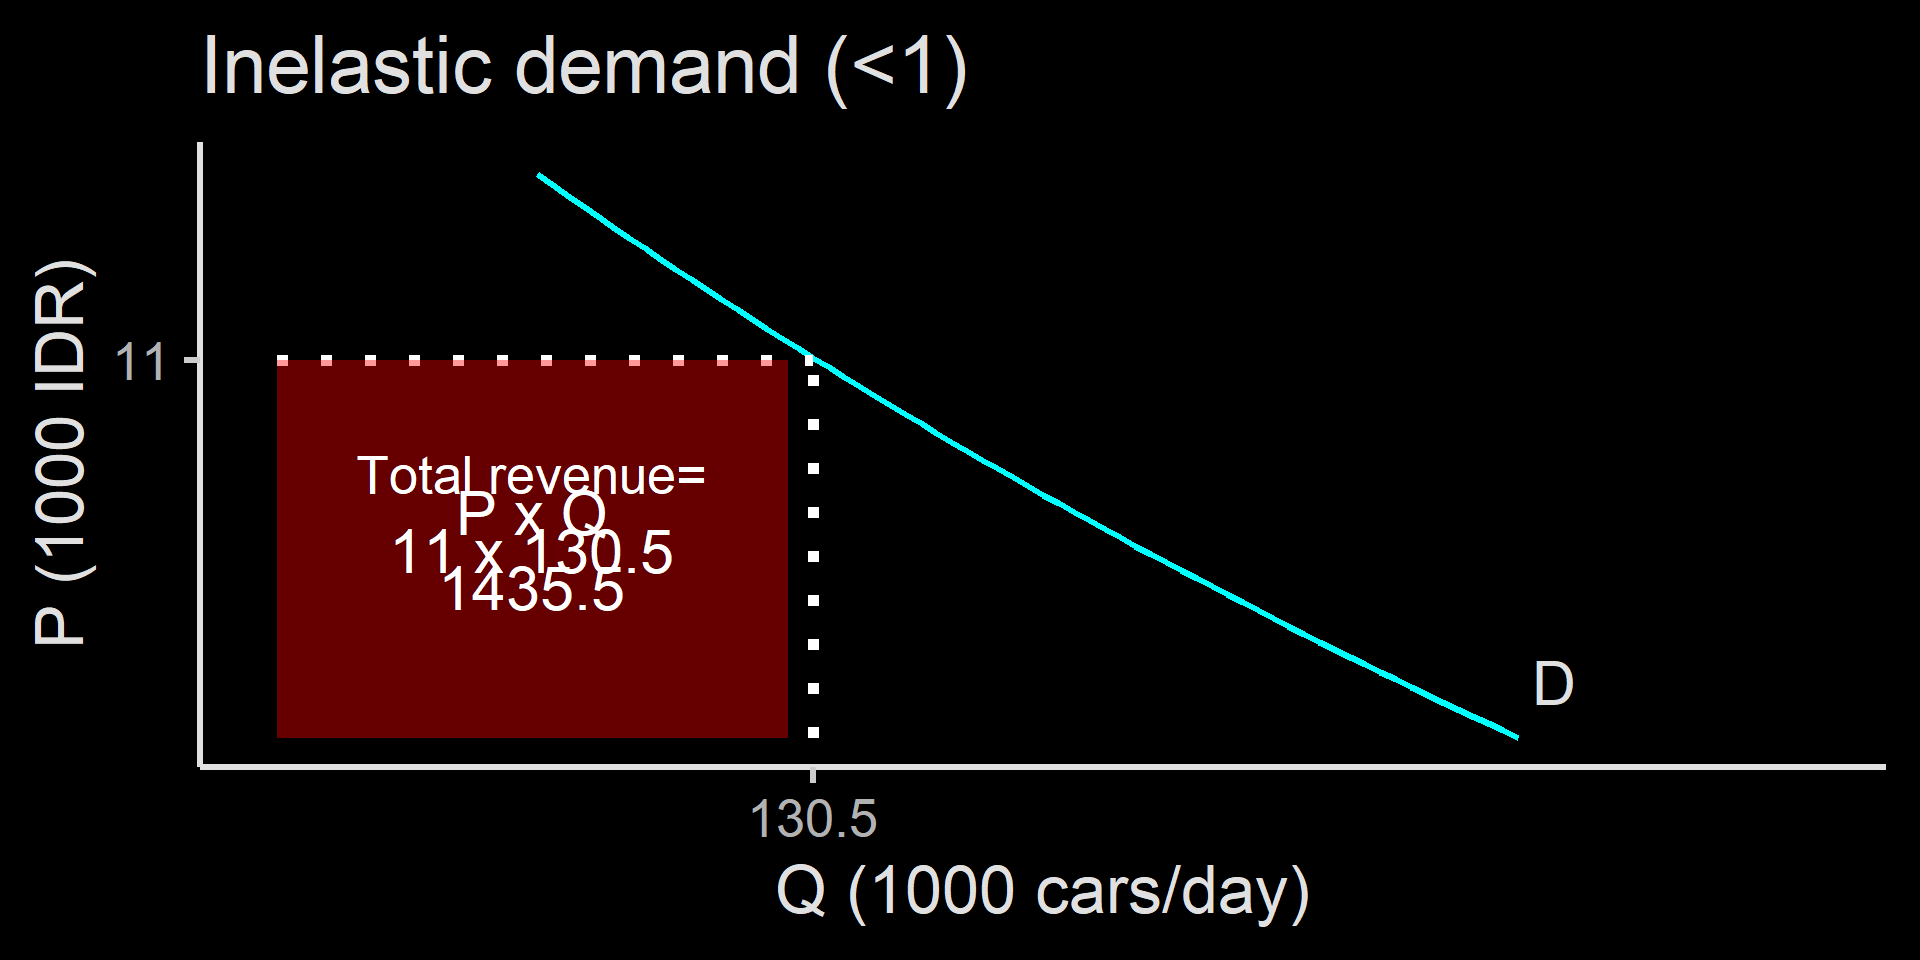 Inelastic demand (<1)
P (1000 IDR)
11
Total revenue=
P x Q
11 x 130.5
1435.5
D
130.5
Q (1000 cars/day)